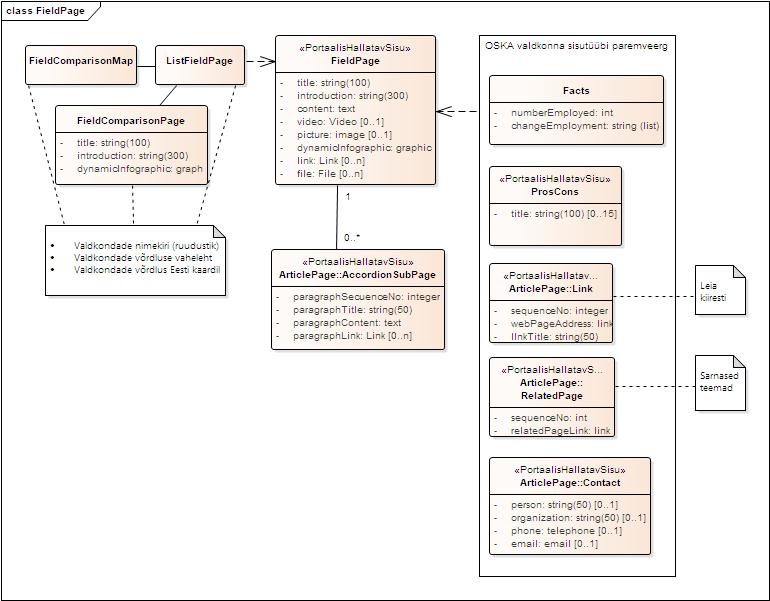 class FieldPage
FieldComparisonMap
ListFieldPage
FieldComparisonPage
- title: string(100)
- introduction: string(300)
- dynamicInfographic: graph
• Valdkondade nimekiri (ruudustik)
• Valdkondade võrdluse vaheleht
• Valdkondade võrdlus Eesti kaardil
«PortaalisHallatavSisu»
FieldPage
- title: string(100)
- introduction: string(300)
- content: text
- video: Video [0..1]
- picture: image [0..1]
- dynamicInfographic: graphic
- link: Link [0..n]
- file: File [0..n]
1
0..*
«PortaalisHallatavSisu»
ArticlePage::AccordionSubPage
- paragraphSecuenceNo: integer
- paragraphTitle: string(50)
- paragraphContent: text
- paragraphLink: Link [0..n]
OSKA valdkonna sisutüübi paremveerg
Facts
- numberEmployed: int
- changeEmployment: string (list)
«PortaalisHallatavSisu»
ProsCons
- title: string(100) [0..15]
«PortaalisHallatav...
ArticlePage::Link
- sequenceNo: integer
- webPageAddress: link
- lInkTitle: string(50)
Leia
kiiresti
«PortaalisHallatavS...
ArticlePage::
RelatedPage
- sequenceNo: int
- relatedPageLink: link
Sarnased
teemad
«PortaalisHallatavSisu»
ArticlePage::Contact
- person: string(50) [0..1]
- organization: string(50) [0..1]
- phone: telephone [0..1]
- email: email [0..1]